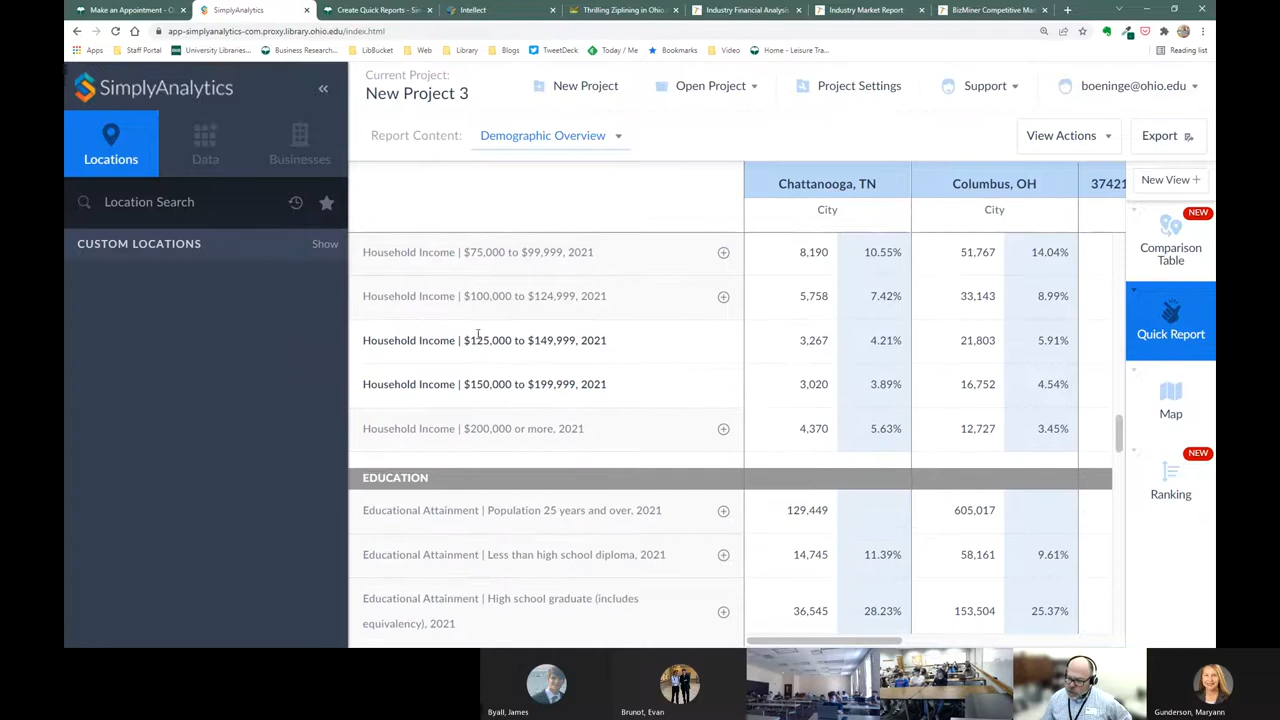 Make an Appointment - O
SimplyAnalytics
Create Quick Reports - Sim
Intellect
Thrilling Ziplining in Ohio
Industry Financial Analysis
Industry Market Report
BizMiner Competitive Mar
app-simplyanalytics-com.proxy.library.ohio.edu/index.html
Apps
Staff Portal
University Libraries...
Business Research...
LibBucket
Web
Library
Blogs
TweetDeck
Today / Me
Bookmarks
Video
Home - Leisure Tra...
Reading list
SimplyAnalytics
«
Current Project:
New Project 3
New Project
Open Project
Project Settings
Support
boeninge@ohio.edu
Locations
Data
Businesses
Report Content:
Demographic Overview
View Actions
Export
Location Search
CUSTOM LOCATIONS
Show
Chattanooga, TN
Columbus, OH
37421
City
City
Household Income | $75,000 to $99,999, 2021
8,190
10.55%
51,767
14.04%
Household Income | $100,000 to $124,999, 2021
5,758
7.42%
33,143
8.99%
Household Income | $125,000 to $149,999, 2021
3,267
4.21%
21,803
5.91%
Household Income | $150,000 to $199,999, 2021
3,020
3.89%
16,752
4.54%
Household Income | $200,000 or more, 2021
4,370
5.63%
12,727
3.45%
EDUCATION
Educational Attainment | Population 25 years and over, 2021
129,449
605,017
Educational Attainment | Less than high school diploma, 2021
14,745
11.39%
58,161
9.61%
Educational Attainment | High school graduate (includes
equivalency), 2021
36,545
28.23%
153,504
25.37%
New View +
NEW
Comparison
Table
Quick Report
Map
NEW
Ranking
Byall, James
Brunot, Evan
Gunderson, Maryann